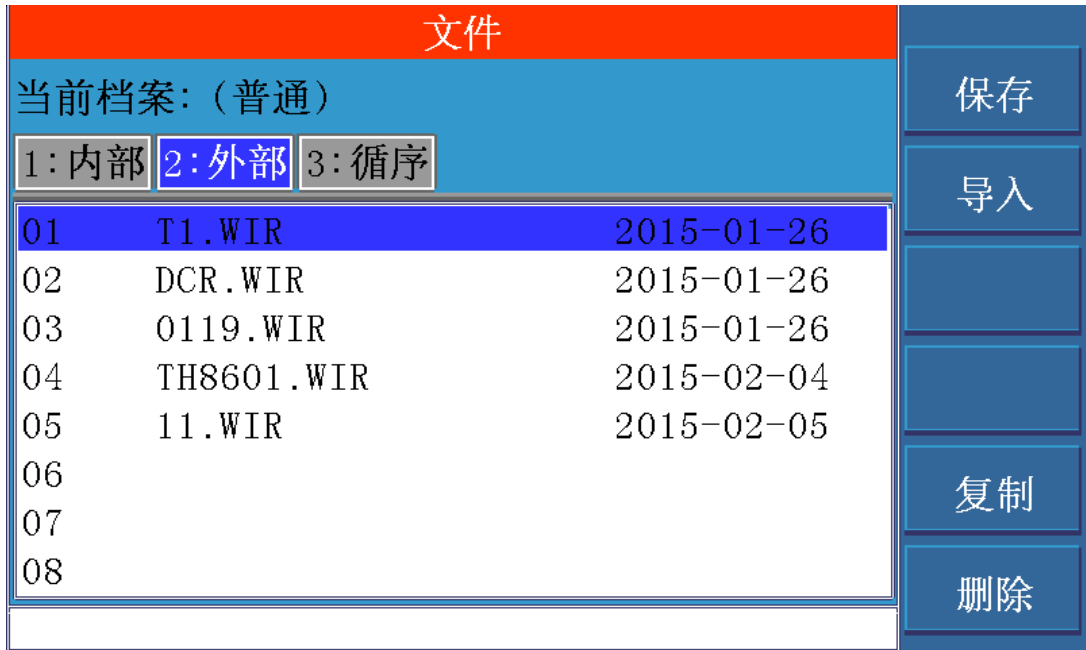 文件
当前档案:（普通）
1:内部 2:外部 3:循序
01 T1.WIR 2015-01-26
02 DCR.WIR 2015-01-26
03 0119.WIR 2015-01-26
04 TH8601.WIR 2015-02-04
05 11.WIR 2015-02-05
06
07
08
保存
导入
复制
删除